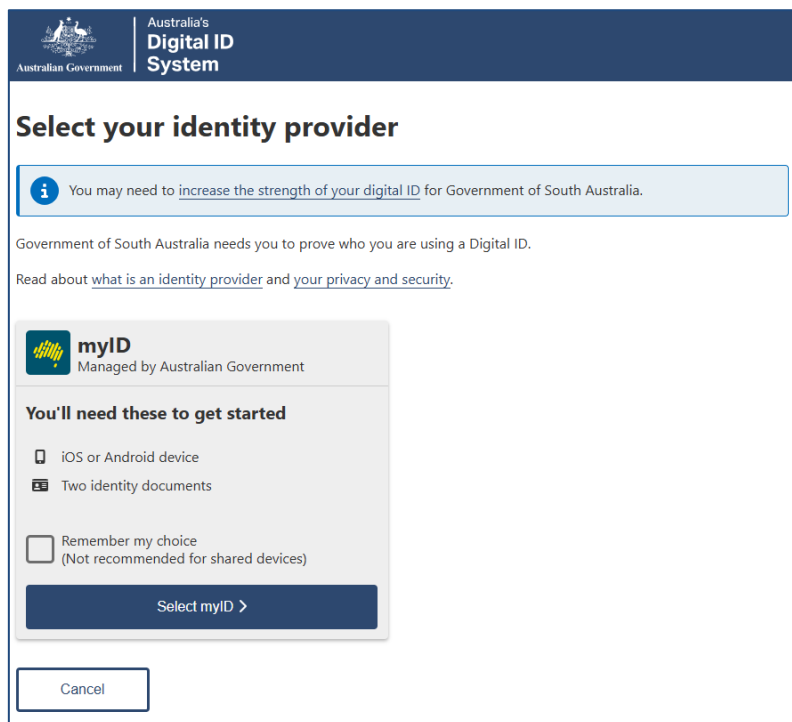 Australian Government
Australia's
Digital ID
System
Select your identity provider
You may need to increase the strength of your digital ID for Government of South Australia.
Government of South Australia needs you to prove who you are using a Digital ID.
Read about what is an identity provider and your privacy and security.
myID
Managed by Australian Government
You'll need these to get started
iOS or Android device
Two identity documents
Remember my choice
(Not recommended for shared devices)
Select myID
Cancel